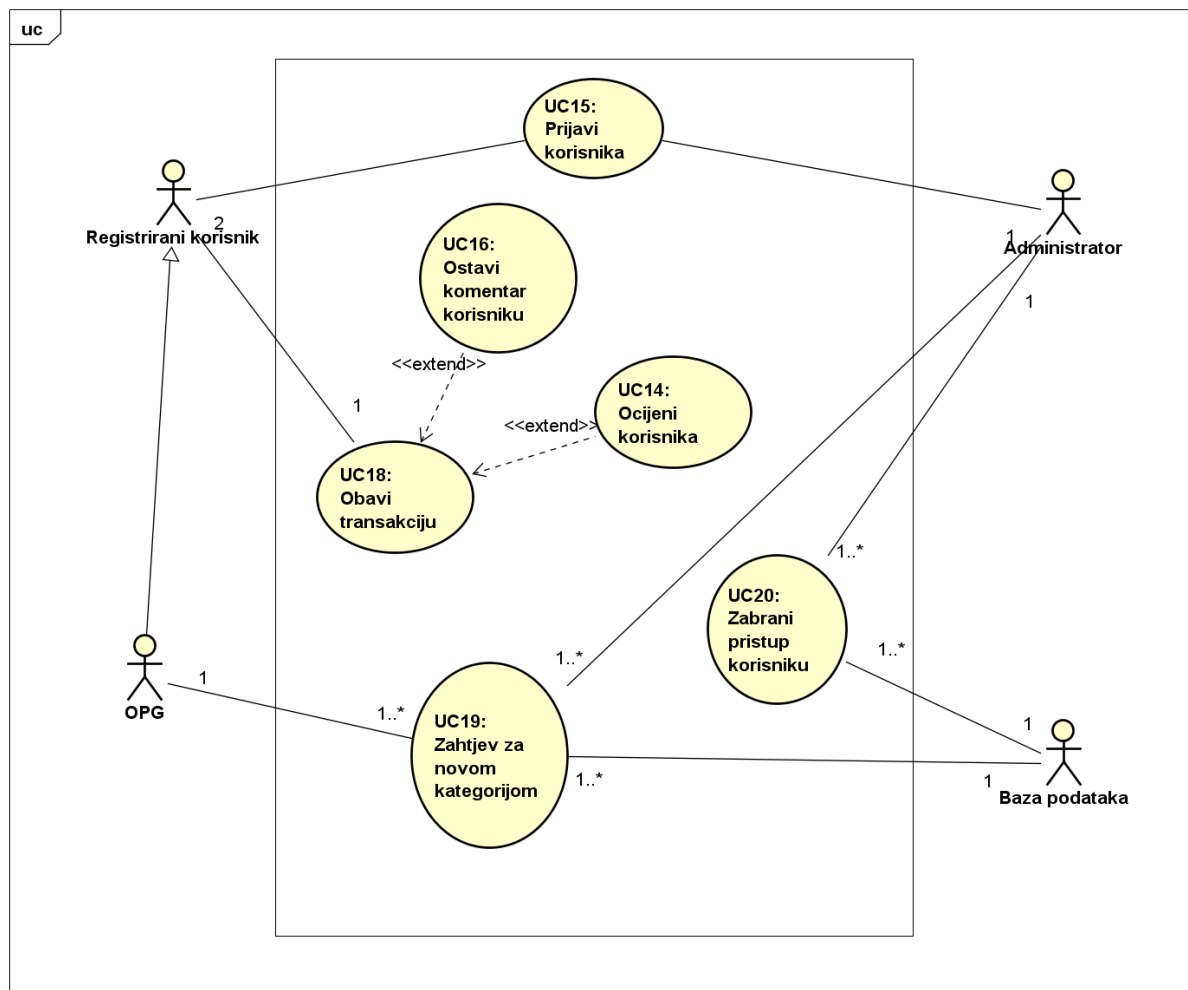 uc
UC15:
Prijavi
korisnika
2
Registrirani korisnik
1
Administrator
UC16:
Ostavi
komentar
korisniku
1
<<extend>>
UC14:
Ocijeni
korisnika
1
<<extend>>
UC18:
Obavi
transakciju
1..*
UC20:
Zabrani
pristup
korisniku
1..*
1..*
OPG
1
1..*
UC19:
Zahtjev za
novom
kategorijom
1
1..*
1
Baza podataka